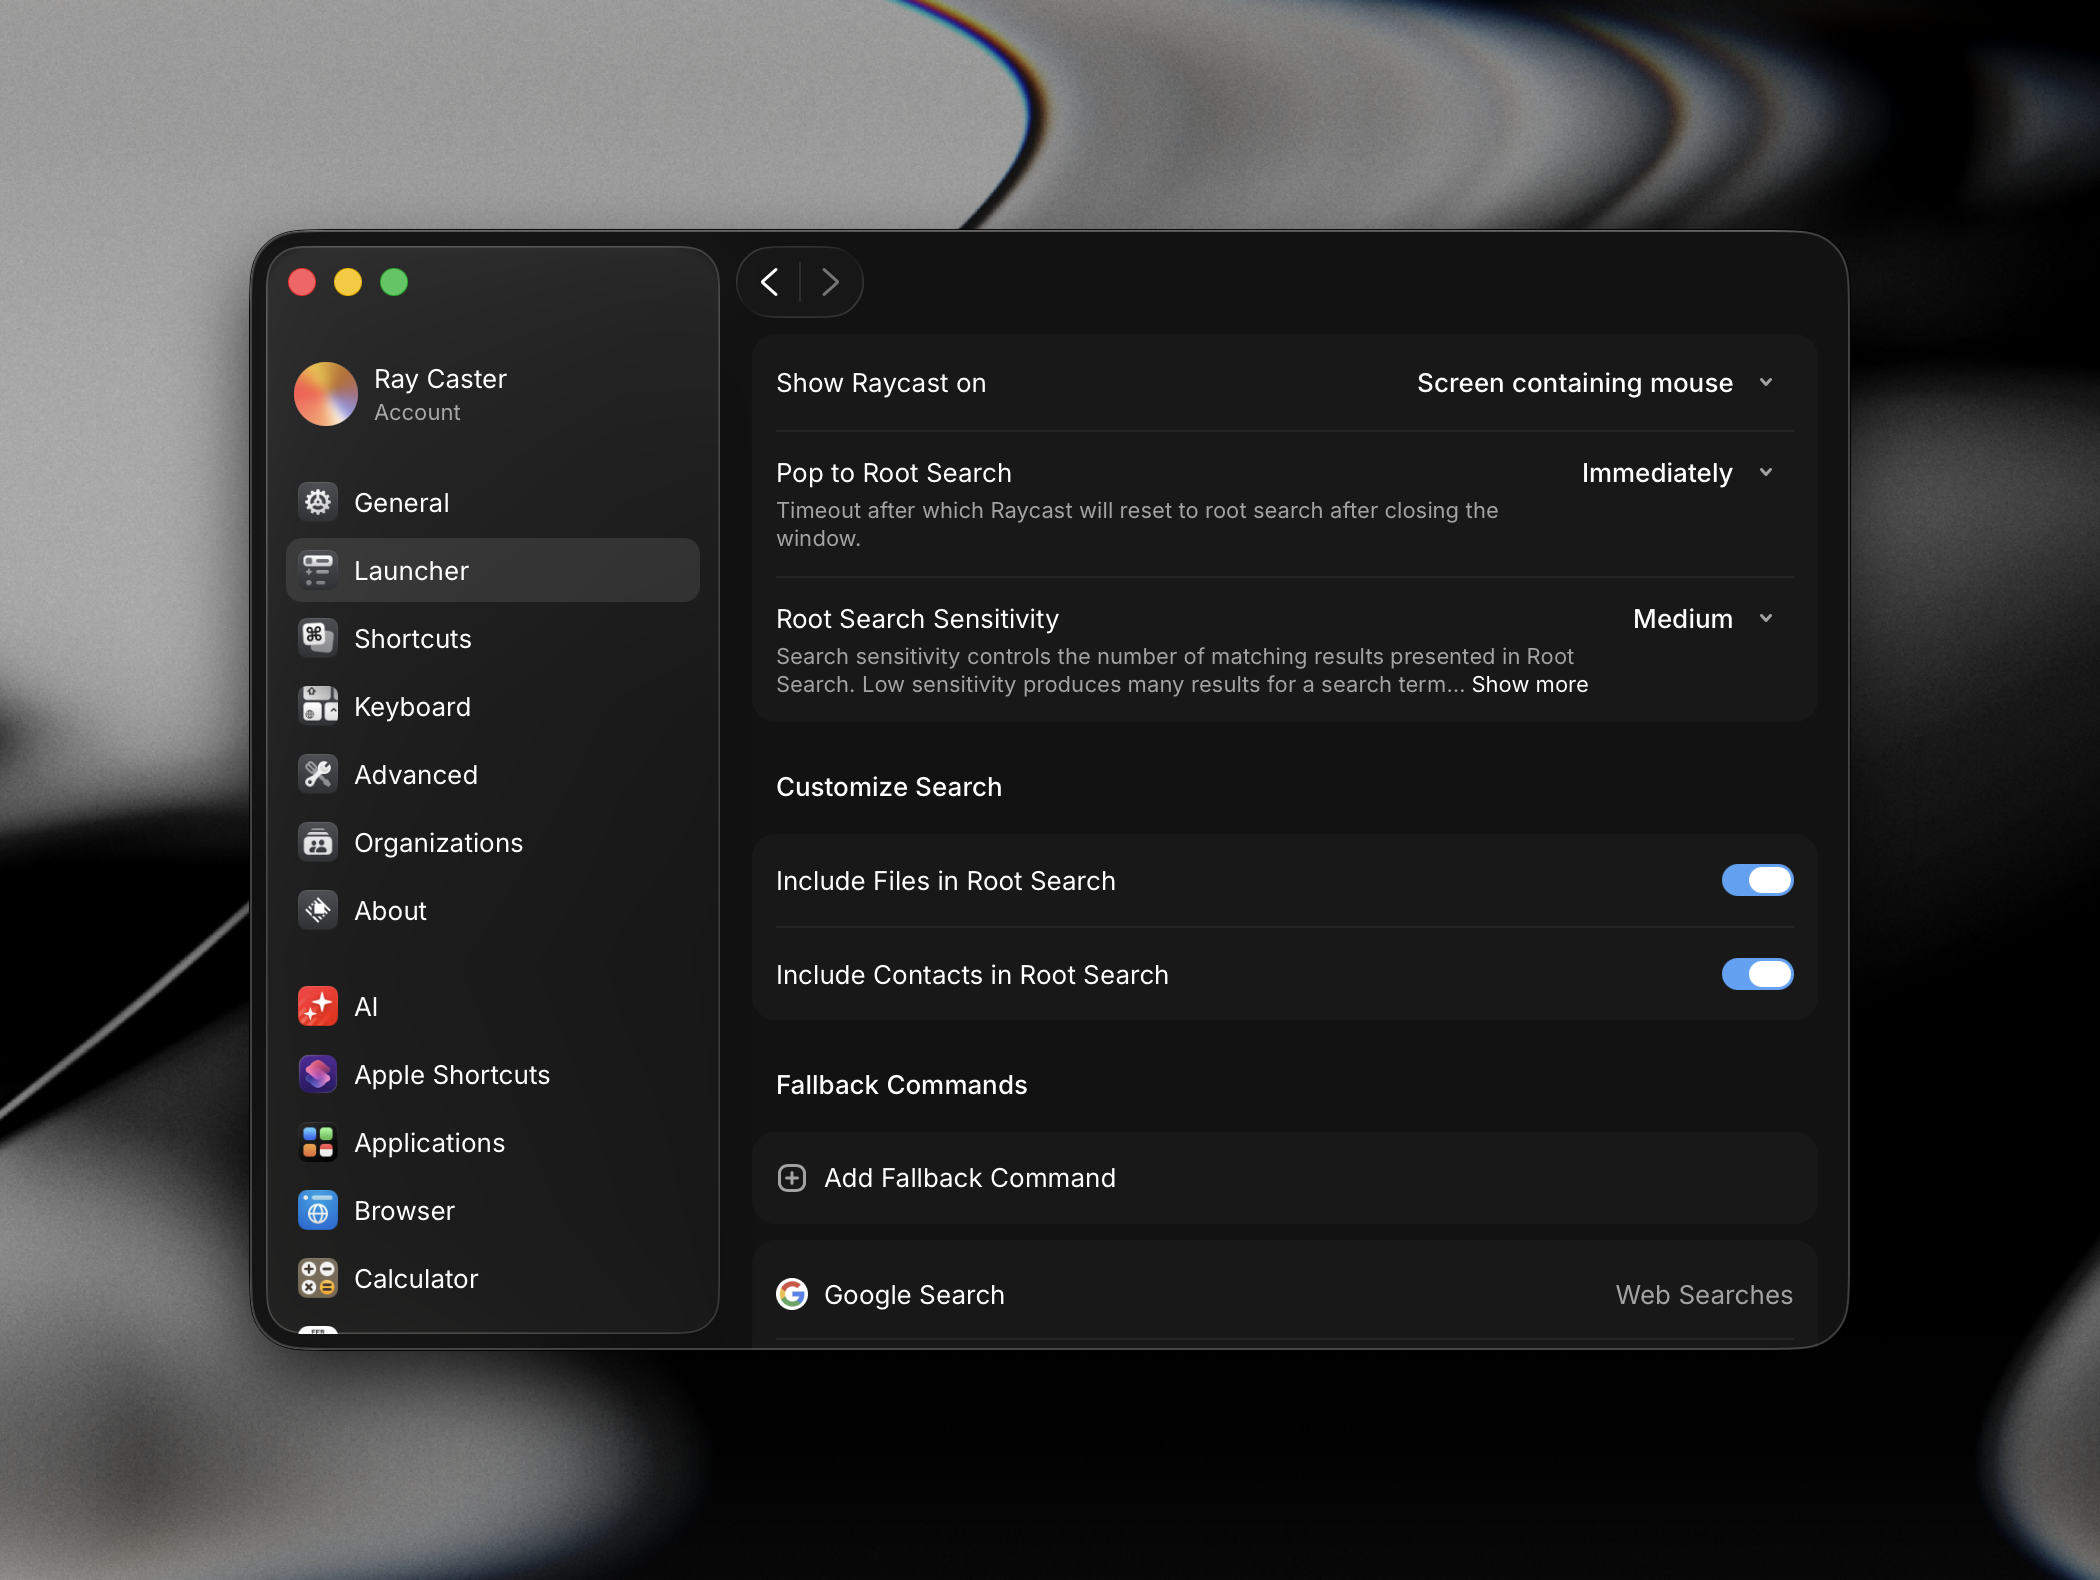 Ray Caster
Account
General
Launcher
Shortcuts
Keyboard
Advanced
Organizations
About
AI
Apple Shortcuts
Applications
Browser
Calculator
FEB
Show Raycast on
Screen containing mouse
Pop to Root Search
Immediately
Timeout after which Raycast will reset to root search after closing the
window.
Root Search Sensitivity
Medium
Search sensitivity controls the number of matching results presented in Root
Search. Low sensitivity produces many results for a search term... Show more
Customize Search
Include Files in Root Search
Include Contacts in Root Search
Fallback Commands
Add Fallback Command
Google Search
Web Searches